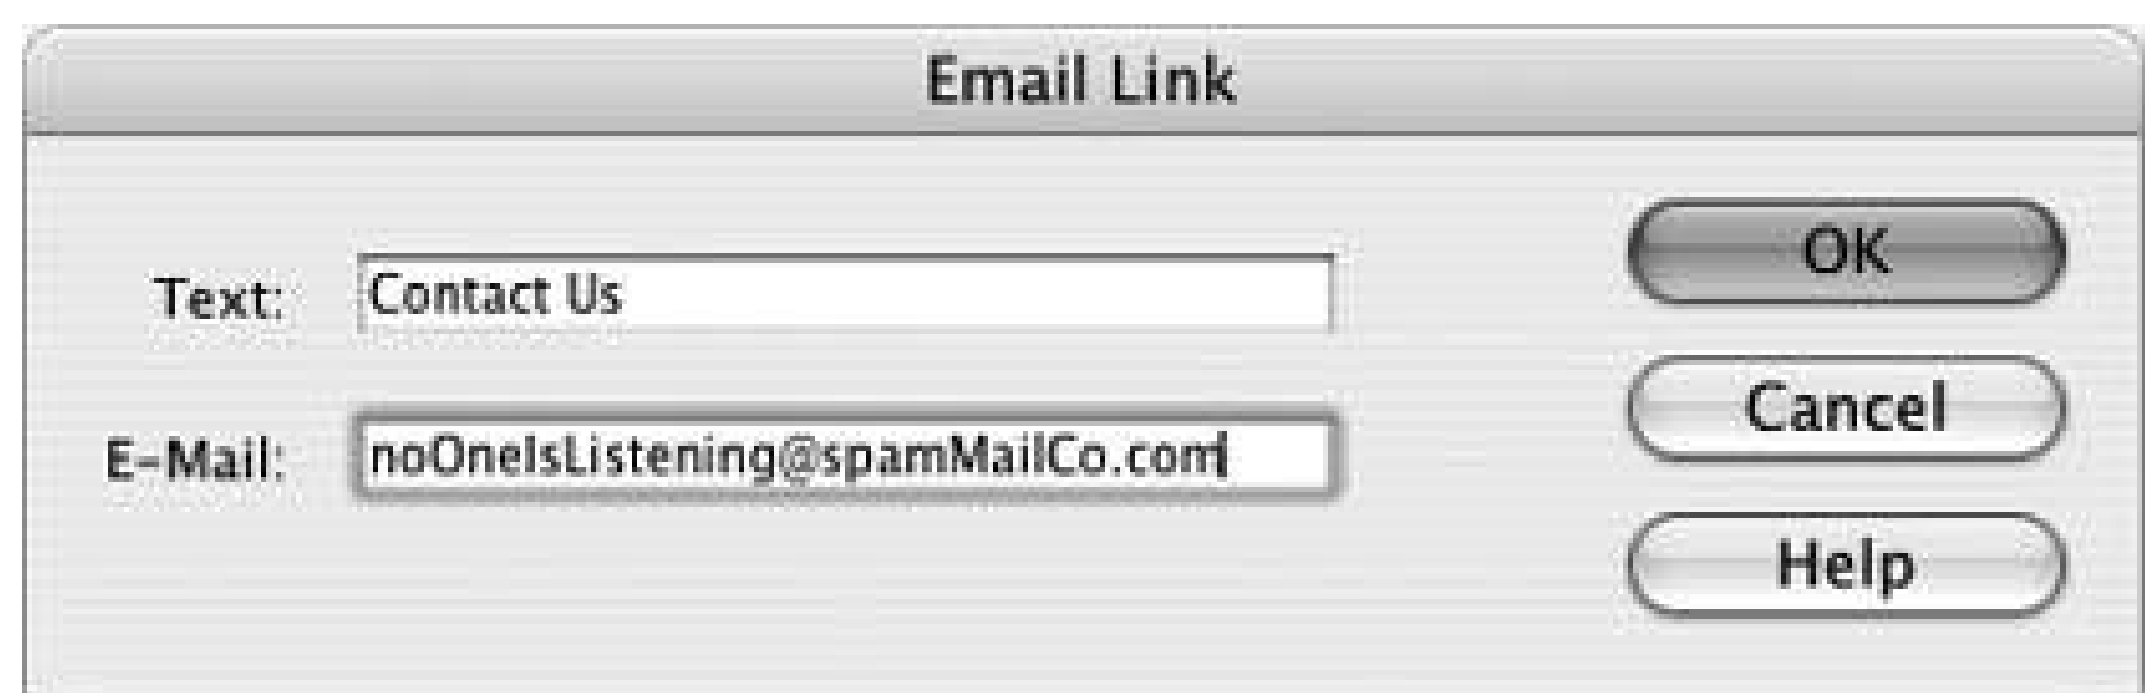 Email Link
Text: Contact Us
OK
Cancel
E-Mail: noOneIsListening@spamMailCo.com
Help